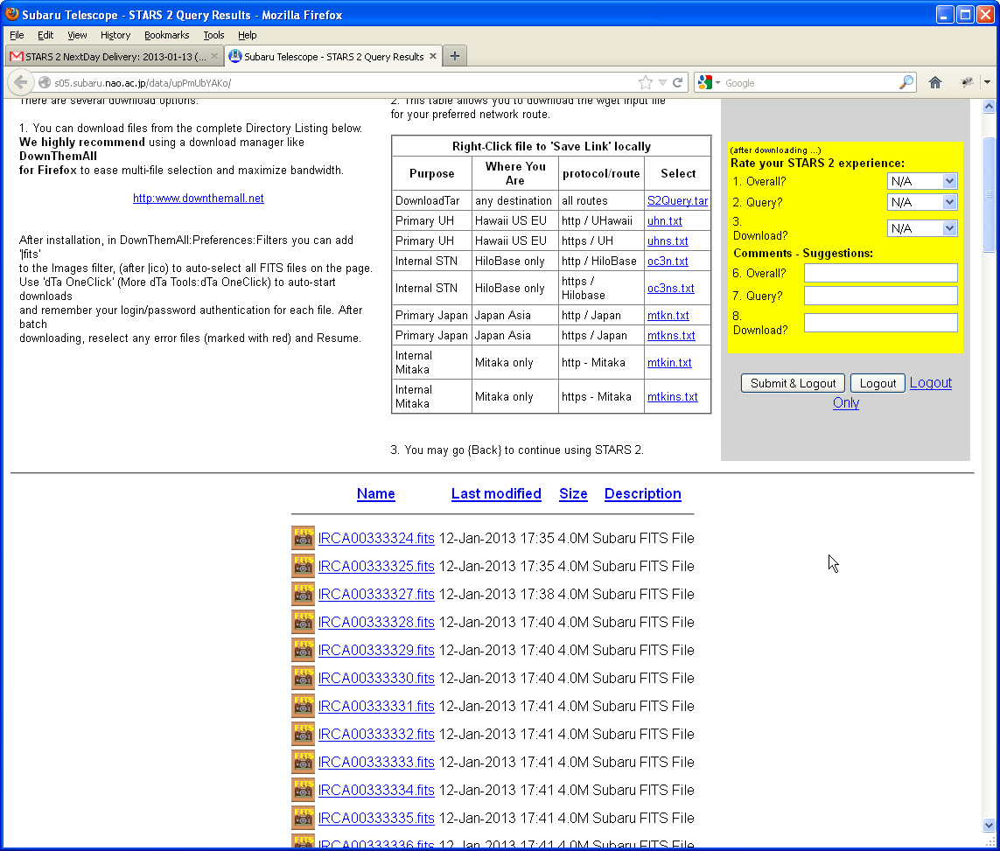 Subaru Telescope - STARS 2 Query Results - Mozilla Firefox
File Edit View History Bookmarks Tools Help
STARS 2 NextDay Delivery: 2013-01-13 (...
Subaru Telescope - STARS 2 Query Results
s05.subaru.nao.ac.jp/data/upPmUbYAKo/
Google
There are several download options:
1. You can download files from the complete Directory Listing below.
We highly recommend using a download manager like
DownThemAll
for Firefox to ease multi-file selection and maximize bandwidth.
http:www.downthemall.net
After installation, in DownThemAll:Preferences:Filters you can add
'|fits'
to the Images filter, (after |ico) to auto-select all FITS files on the page.
Use 'dTa OneClick' (More dTa Tools:dTa OneClick) to auto-start
downloads
and remember your login/password authentication for each file. After
batch
downloading, reselect any error files (marked with red) and Resume.
2. This table allows you to download the wget input file
for your preferred network route.
Right-Click file to 'Save Link' locally
Purpose Where You Are protocol/route Select
DownloadTar any destination all routes S2Query.tar
Primary UH Hawaii US EU http / UHawaii uhn.txt
Primary UH Hawaii US EU https / UH uhns.txt
Internal STN HiloBase only http / HiloBase oc3n.txt
Internal STN HiloBase only https / Hilobase oc3ns.txt
Primary Japan Japan Asia http / Japan mtkn.txt
Primary Japan Japan Asia https / Japan mtkns.txt
Internal Mitaka Mitaka only http - Mitaka mtkin.txt
Internal Mitaka Mitaka only https - Mitaka mtkins.txt
3. You may go {Back} to continue using STARS 2.
(after downloading ...)
Rate your STARS 2 experience:
1. Overall? N/A
2. Query? N/A
3. Download? N/A
Comments - Suggestions:
6. Overall?
7. Query?
8. Download?
Submit & Logout Logout Logout
Only
Name Last modified Size Description
FITS IRCA00333324.fits 12-Jan-2013 17:35 4.0M Subaru FITS File
FITS IRCA00333325.fits 12-Jan-2013 17:35 4.0M Subaru FITS File
FITS IRCA00333327.fits 12-Jan-2013 17:38 4.0M Subaru FITS File
FITS IRCA00333328.fits 12-Jan-2013 17:40 4.0M Subaru FITS File
FITS IRCA00333329.fits 12-Jan-2013 17:40 4.0M Subaru FITS File
FITS IRCA00333330.fits 12-Jan-2013 17:40 4.0M Subaru FITS File
FITS IRCA00333331.fits 12-Jan-2013 17:41 4.0M Subaru FITS File
FITS IRCA00333332.fits 12-Jan-2013 17:41 4.0M Subaru FITS File
FITS IRCA00333333.fits 12-Jan-2013 17:41 4.0M Subaru FITS File
FITS IRCA00333334.fits 12-Jan-2013 17:41 4.0M Subaru FITS File
FITS IRCA00333335.fits 12-Jan-2013 17:41 4.0M Subaru FITS File
FITS IRCA00333336.fits 12-Jan-2013 17:41 4.0M Subaru FITS File